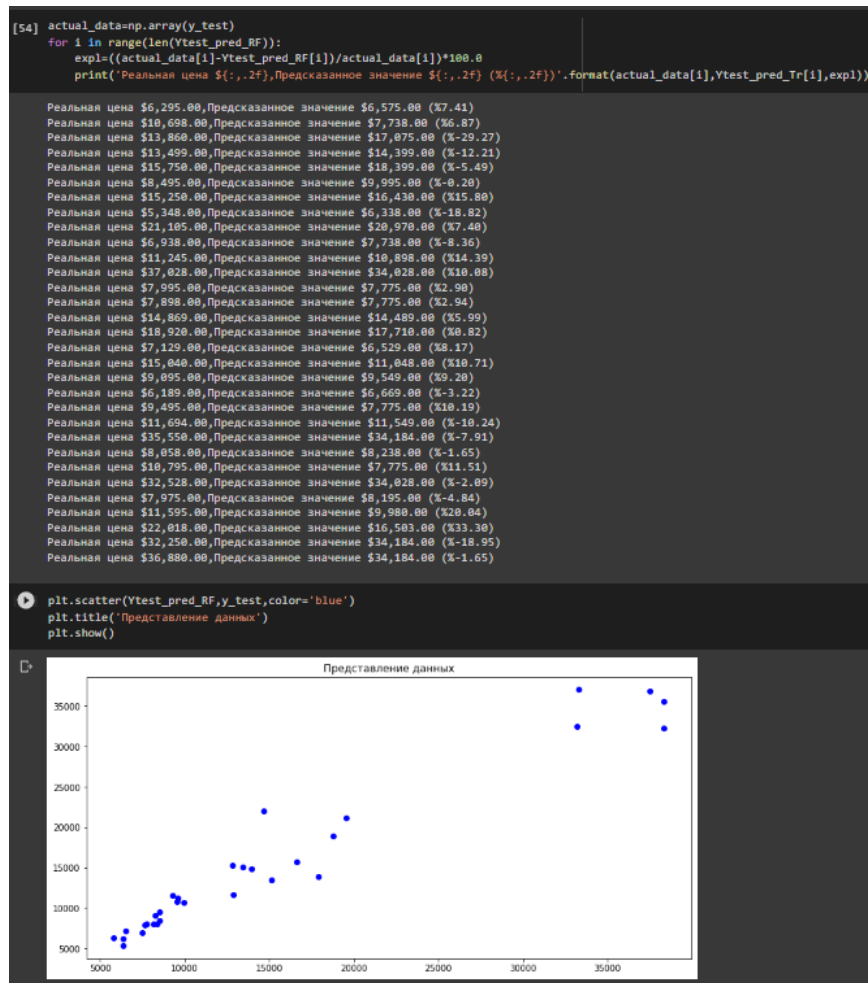 [54] actual_data=np.array(y_test)
for i in range(len(Ytest_pred_RF)):
expl=((actual_data[i]-Ytest_pred_RF[i])/actual_data[i])*100.0
print('Реальная цена ${:,.2f},Предсказанное значение ${:,.2f} (%{:,.2f})'.format(actual_data[i],Ytest_pred_Tr[i],expl))
Реальная цена $6,295.00,Предсказанное значение $6,575.00 (%7.41)
Реальная цена $10,698.00,Предсказанное значение $7,738.00 (%6.87)
Реальная цена $13,860.00,Предсказанное значение $17,075.00 (%-29.27)
Реальная цена $13,499.00,Предсказанное значение $14,399.00 (%-12.21)
Реальная цена $15,750.00,Предсказанное значение $18,399.00 (%-5.49)
Реальная цена $8,495.00,Предсказанное значение $9,995.00 (%-0.20)
Реальная цена $15,250.00,Предсказанное значение $16,430.00 (%15.80)
Реальная цена $5,348.00,Предсказанное значение $6,338.00 (%-18.82)
Реальная цена $21,105.00,Предсказанное значение $20,970.00 (%7.40)
Реальная цена $6,938.00,Предсказанное значение $7,738.00 (%-8.36)
Реальная цена $11,245.00,Предсказанное значение $10,898.00 (%14.39)
Реальная цена $37,028.00,Предсказанное значение $34,028.00 (%10.08)
Реальная цена $7,995.00,Предсказанное значение $7,775.00 (%2.90)
Реальная цена $7,898.00,Предсказанное значение $7,775.00 (%2.94)
Реальная цена $14,869.00,Предсказанное значение $14,489.00 (%5.99)
Реальная цена $18,920.00,Предсказанное значение $17,710.00 (%0.82)
Реальная цена $7,129.00,Предсказанное значение $6,529.00 (%8.17)
Реальная цена $15,040.00,Предсказанное значение $11,048.00 (%10.71)
Реальная цена $9,095.00,Предсказанное значение $9,549.00 (%9.20)
Реальная цена $6,189.00,Предсказанное значение $6,669.00 (%-3.22)
Реальная цена $9,495.00,Предсказанное значение $7,775.00 (%10.19)
Реальная цена $11,694.00,Предсказанное значение $11,549.00 (%-10.24)
Реальная цена $35,550.00,Предсказанное значение $34,184.00 (%-7.91)
Реальная цена $8,058.00,Предсказанное значение $8,238.00 (%-1.65)
Реальная цена $10,795.00,Предсказанное значение $7,775.00 (%11.51)
Реальная цена $32,528.00,Предсказанное значение $34,028.00 (%-2.09)
Реальная цена $7,975.00,Предсказанное значение $8,195.00 (%-4.84)
Реальная цена $11,595.00,Предсказанное значение $9,980.00 (%20.04)
Реальная цена $22,018.00,Предсказанное значение $16,503.00 (%33.30)
Реальная цена $32,250.00,Предсказанное значение $34,184.00 (%-18.95)
Реальная цена $36,880.00,Предсказанное значение $34,184.00 (%-1.65)
plt.scatter(Ytest_pred_RF,y_test,color='blue')
plt.title('Представление данных')
plt.show()
Представление данных
35000
30000
25000
20000
15000
10000
5000
5000 10000 15000 20000 25000 30000 35000